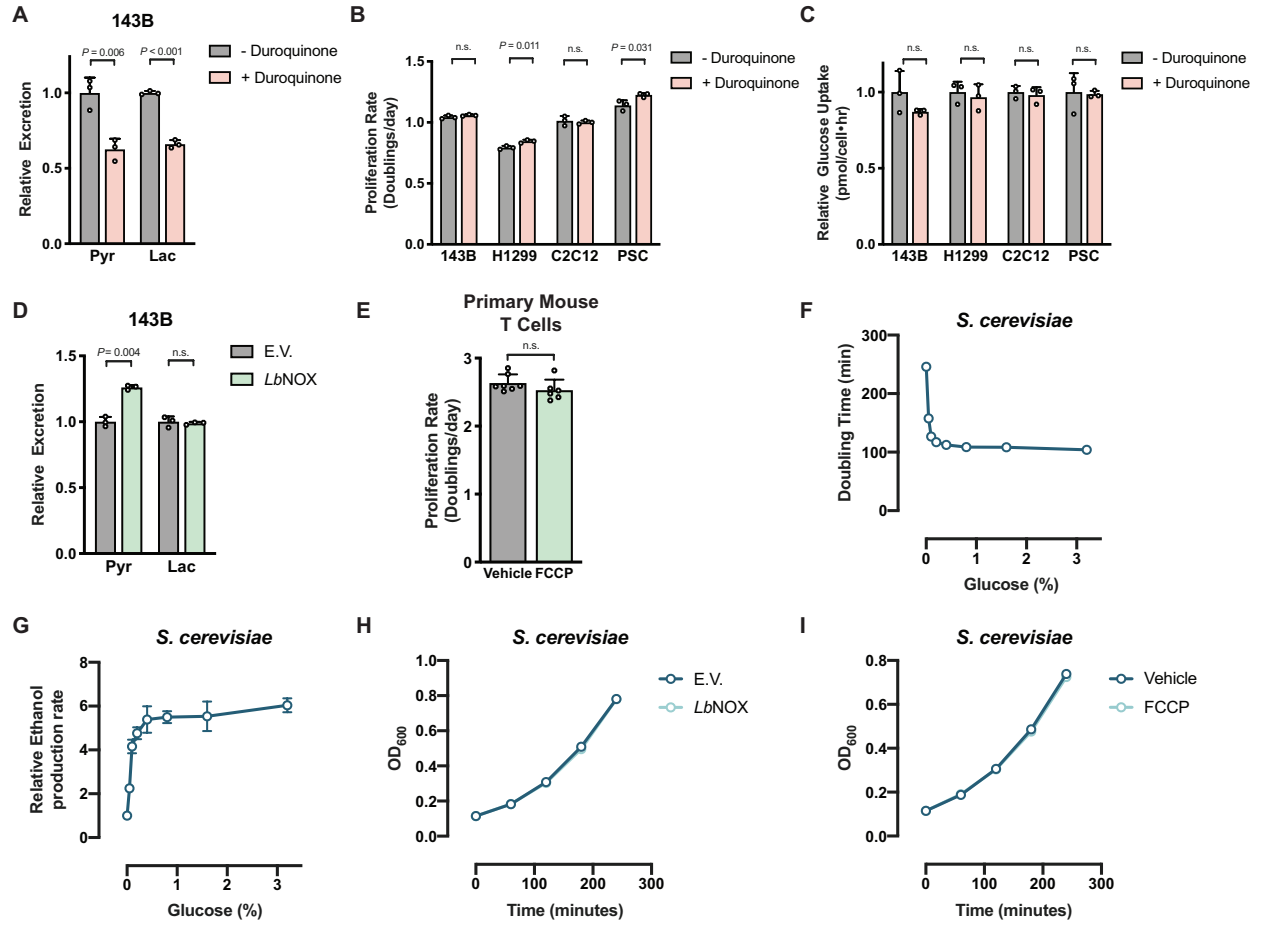 A
143B
P = 0.006
P < 0.001
- Duroquinone
+ Duroquinone
Relative Excretion
1.0
0.5
0.0
Pyr
Lac
B
n.s.
P = 0.011
n.s.
P = 0.031
- Duroquinone
+ Duroquinone
Proliferation Rate
(Doublings/day)
1.5
1.0
0.5
0.0
143B
H1299
C2C12
PSC
C
n.s.
n.s.
n.s.
n.s.
- Duroquinone
+ Duroquinone
Relative Glucose Uptake
(pmol/cell•hr)
1.0
0.5
0.0
143B
H1299
C2C12
PSC
D
143B
P = 0.004
n.s.
E.V.
LbNOX
Relative Excretion
1.5
1.0
0.5
0.0
Pyr
Lac
E
Primary Mouse
T Cells
n.s.
Proliferation Rate
(Doublings/day)
3
2
1
0
Vehicle
FCCP
F
S. cerevisiae
Doubling Time (min)
300
200
100
0
0
1
2
3
Glucose (%)
G
S. cerevisiae
Relative Ethanol
production rate
8
6
4
2
0
0
1
2
3
Glucose (%)
H
S. cerevisiae
E.V.
LbNOX
OD600
1.0
0.8
0.6
0.4
0.2
0.0
0
100
200
300
Time (minutes)
I
S. cerevisiae
Vehicle
FCCP
OD600
0.8
0.6
0.4
0.2
0.0
0
100
200
300
Time (minutes)